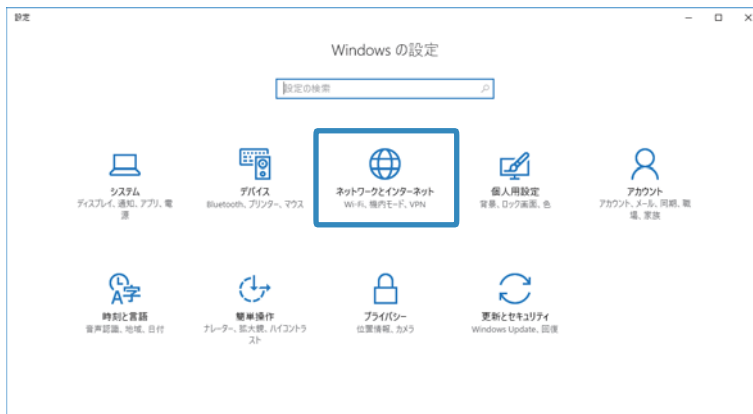 設定
Windows の設定
設定の検索
システム
ディスプレイ、通知、アプリ、電
源
デバイス
Bluetooth、プリンター、マウス
ネットワークとインターネット
Wi-Fi、機内モード、VPN
個人用設定
背景、ロック画面、色
アカウント
アカウント、メール、同期、職
場、家族
時刻と言語
音声認識、地域、日付
簡単操作
ナレーター、拡大鏡、ハイコントラ
スト
プライバシー
位置情報、カメラ
更新とセキュリティ
Windows Update、回復